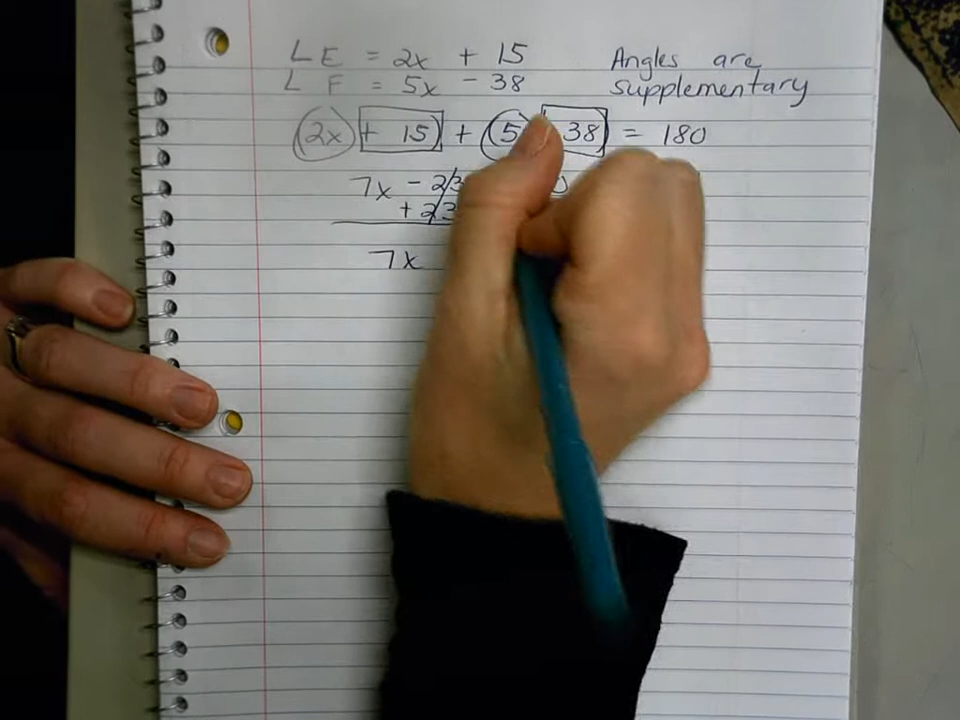 ∠E = 2x + 15 Angles are
∠F = 5x - 38 supplementary
(2x + 15) + (5 38) = 180
7x - 23
+ 23
7x